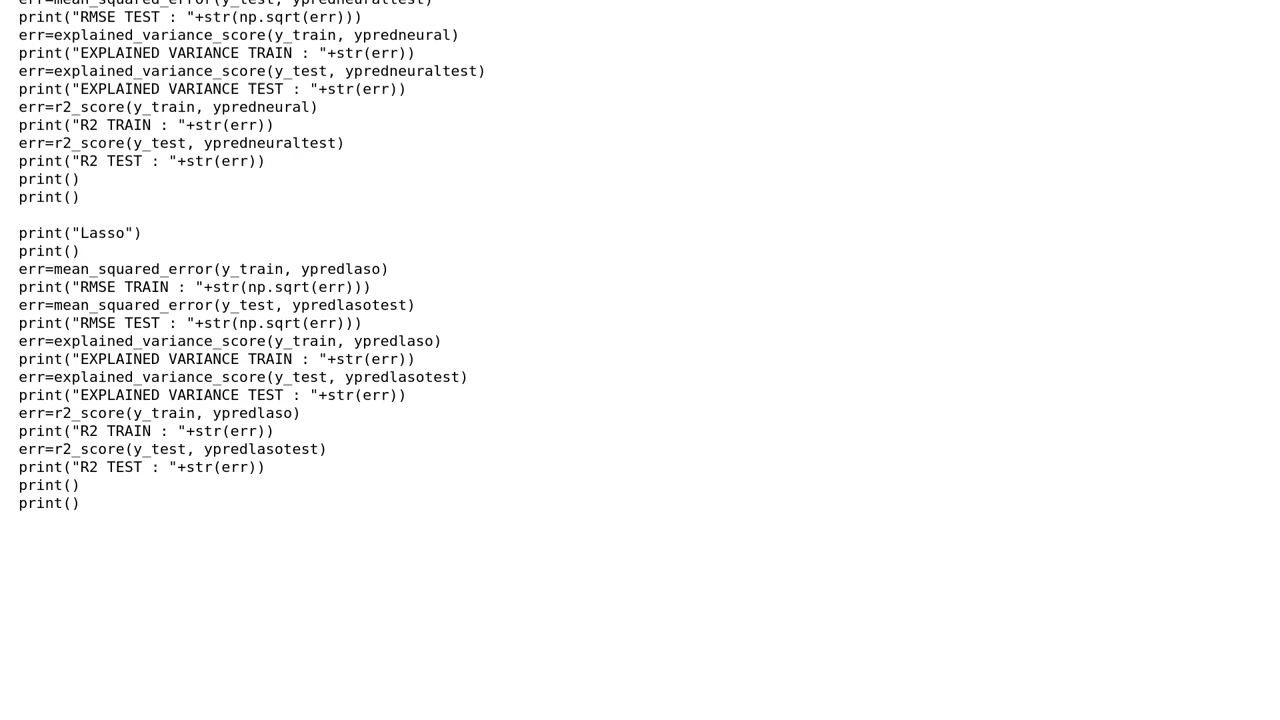 err=mean_squared_error(y_test, ypredneuraltest)
print("RMSE TEST : "+str(np.sqrt(err)))
err=explained_variance_score(y_train, ypredneural)
print("EXPLAINED VARIANCE TRAIN : "+str(err))
err=explained_variance_score(y_test, ypredneuraltest)
print("EXPLAINED VARIANCE TEST : "+str(err))
err=r2_score(y_train, ypredneural)
print("R2 TRAIN : "+str(err))
err=r2_score(y_test, ypredneuraltest)
print("R2 TEST : "+str(err))
print()
print()

print("Lasso")
print()
err=mean_squared_error(y_train, ypredlaso)
print("RMSE TRAIN : "+str(np.sqrt(err)))
err=mean_squared_error(y_test, ypredlasotest)
print("RMSE TEST : "+str(np.sqrt(err)))
err=explained_variance_score(y_train, ypredlaso)
print("EXPLAINED VARIANCE TRAIN : "+str(err))
err=explained_variance_score(y_test, ypredlasotest)
print("EXPLAINED VARIANCE TEST : "+str(err))
err=r2_score(y_train, ypredlaso)
print("R2 TRAIN : "+str(err))
err=r2_score(y_test, ypredlasotest)
print("R2 TEST : "+str(err))
print()
print()